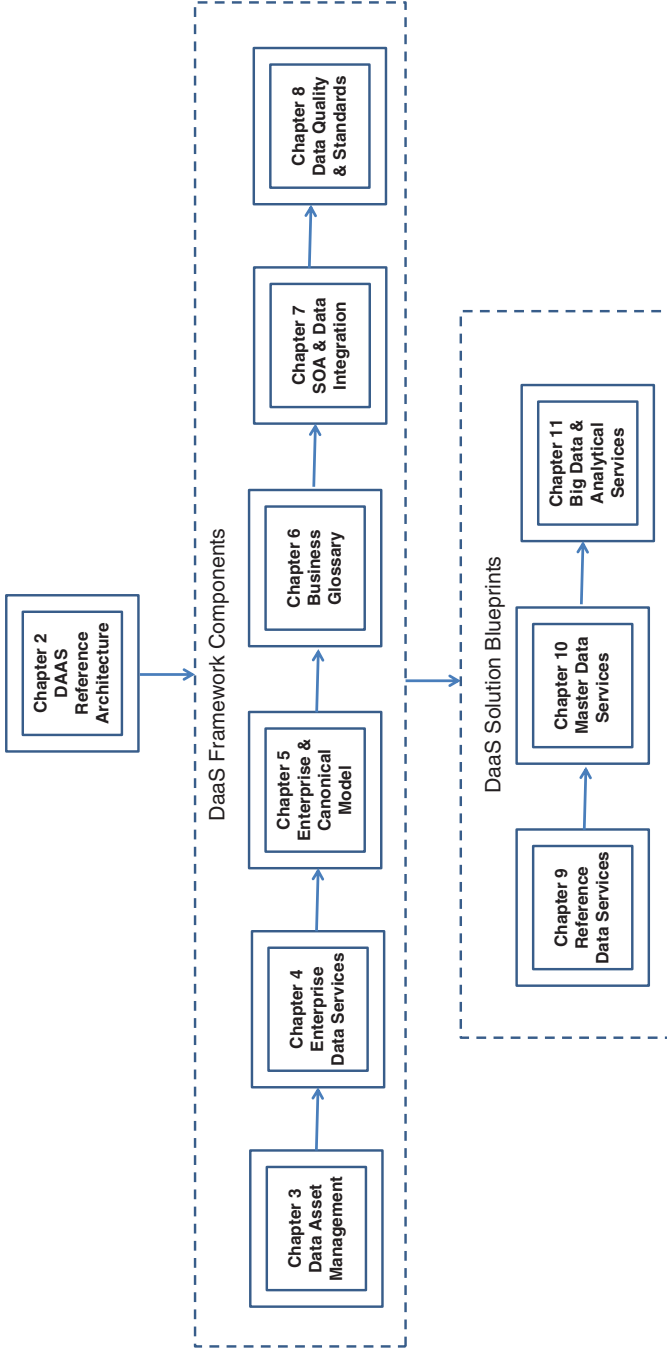 Chapter 2
DAAS
Reference
Architecture
DaaS Framework Components
Chapter 3
Data Asset
Management
Chapter 4
Enterprise
Data Services
Chapter 5
Enterprise &
Canonical
Model
Chapter 6
Business
Glossary
Chapter 7
SOA & Data
Integration
Chapter 8
Data Quality
& Standards
DaaS Solution Blueprints
Chapter 9
Reference
Data Services
Chapter 10
Master Data
Services
Chapter 11
Big Data &
Analytical
Services